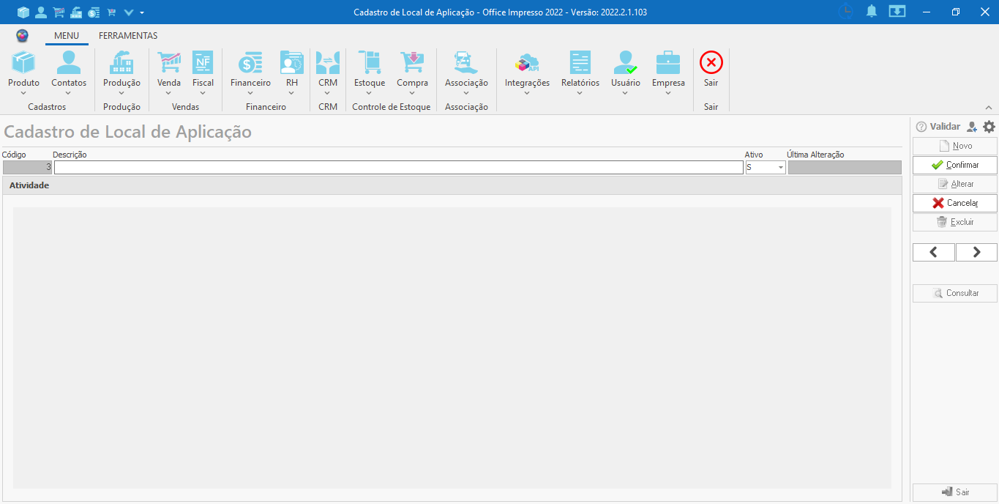 Cadastro de Local de Aplicação - Office Impresso 2022 - Versão: 2022.2.1.103
MENU FERRAMENTAS
Produto Contatos Produção Venda Fiscal Financeiro RH CRM Estoque Compra Associação Integrações Relatórios Usuário Empresa Sair
Cadastros Produção Vendas Financeiro CRM Controle de Estoque Associação Sair
Cadastro de Local de Aplicação
Código Descrição Ativo Última Alteração
3 S
Atividade
Validar
Novo
Confirmar
Alterar
Cancelar
Excluir
Consultar
Sair
NF
API